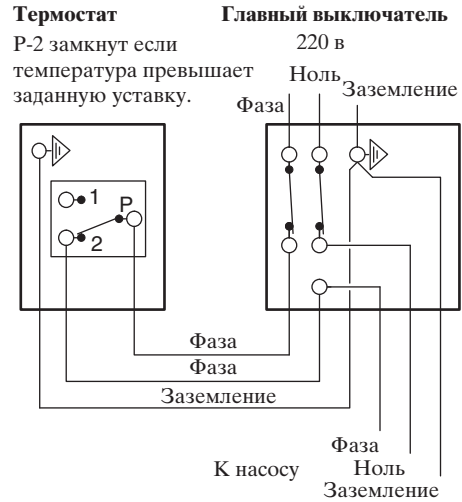 Термостат
Р-2 замкнут если
температура превышает
заданную уставку.
Главный выключатель
220 в
Ноль
Заземление
Фаза
1
P
2
Фаза
Фаза
Заземление
Фаза
К насосу
Ноль
Заземление